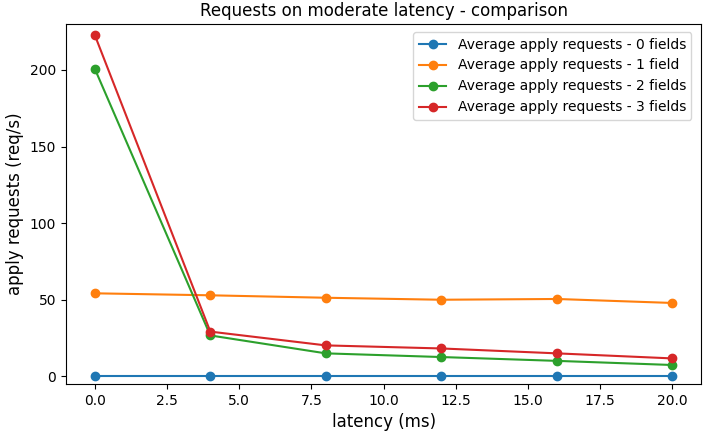 Requests on moderate latency - comparison
Average apply requests - 0 fields
Average apply requests - 1 field
Average apply requests - 2 fields
Average apply requests - 3 fields
apply requests (req/s)
200
150
100
50
0
0.0 2.5 5.0 7.5 10.0 12.5 15.0 17.5 20.0
latency (ms)